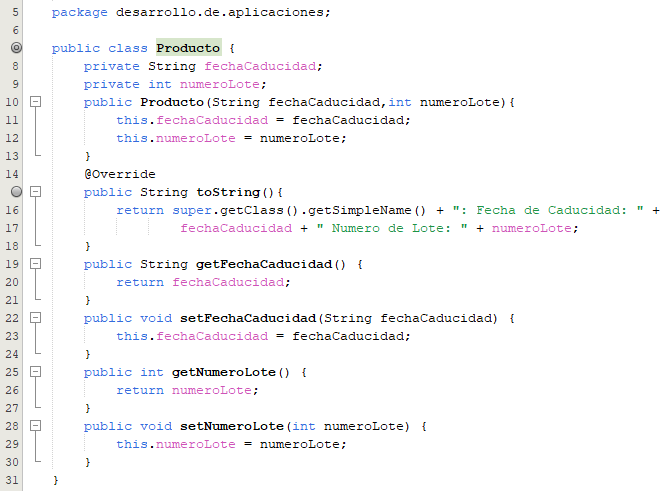 5 package desarrollo.de.aplicaciones;
6
public class Producto {
8 private String fechaCaducidad;
9 private int numeroLote;
10 public Producto(String fechaCaducidad,int numeroLote){
11 this.fechaCaducidad = fechaCaducidad;
12 this.numeroLote = numeroLote;
13 }
14 @Override
public String toString(){
16 return super.getClass().getSimpleName() + ": Fecha de Caducidad: " +
17 fechaCaducidad + " Numero de Lote: " + numeroLote;
18 }
19 public String getFechaCaducidad() {
20 return fechaCaducidad;
21 }
22 public void setFechaCaducidad(String fechaCaducidad) {
23 this.fechaCaducidad = fechaCaducidad;
24 }
25 public int getNumeroLote() {
26 return numeroLote;
27 }
28 public void setNumeroLote(int numeroLote) {
29 this.numeroLote = numeroLote;
30 }
31 }